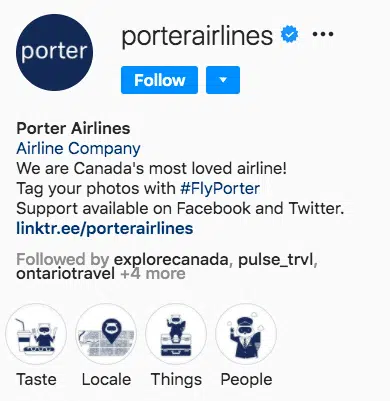 porter
porterairlines
Follow
Porter Airlines
Airline Company
We are Canada's most loved airline!
Tag your photos with #FlyPorter
Support available on Facebook and Twitter.
linktr.ee/porterairlines
Followed by explorecanada, pulse_trvl,
ontariotravel +4 more
Taste Locale Things People